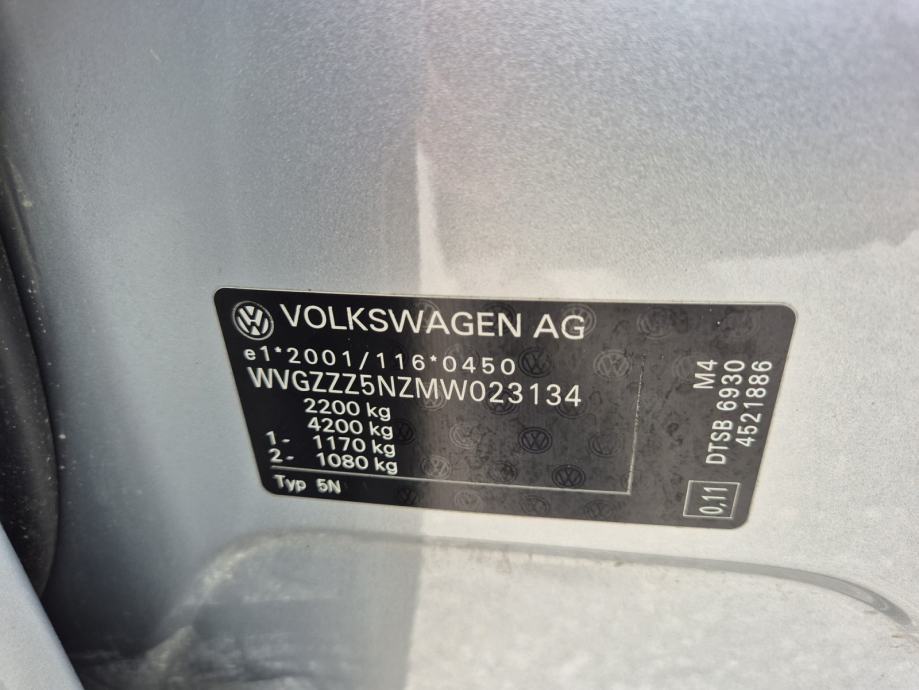 VOLKSWAGEN AG
e1*2001/116*0450
WVGZZZ5NZMW023134
2200 kg
4200 kg
1- 1170 kg
2- 1080 kg
Typ 5N
M4
DTSB 6930
4521886
0,11